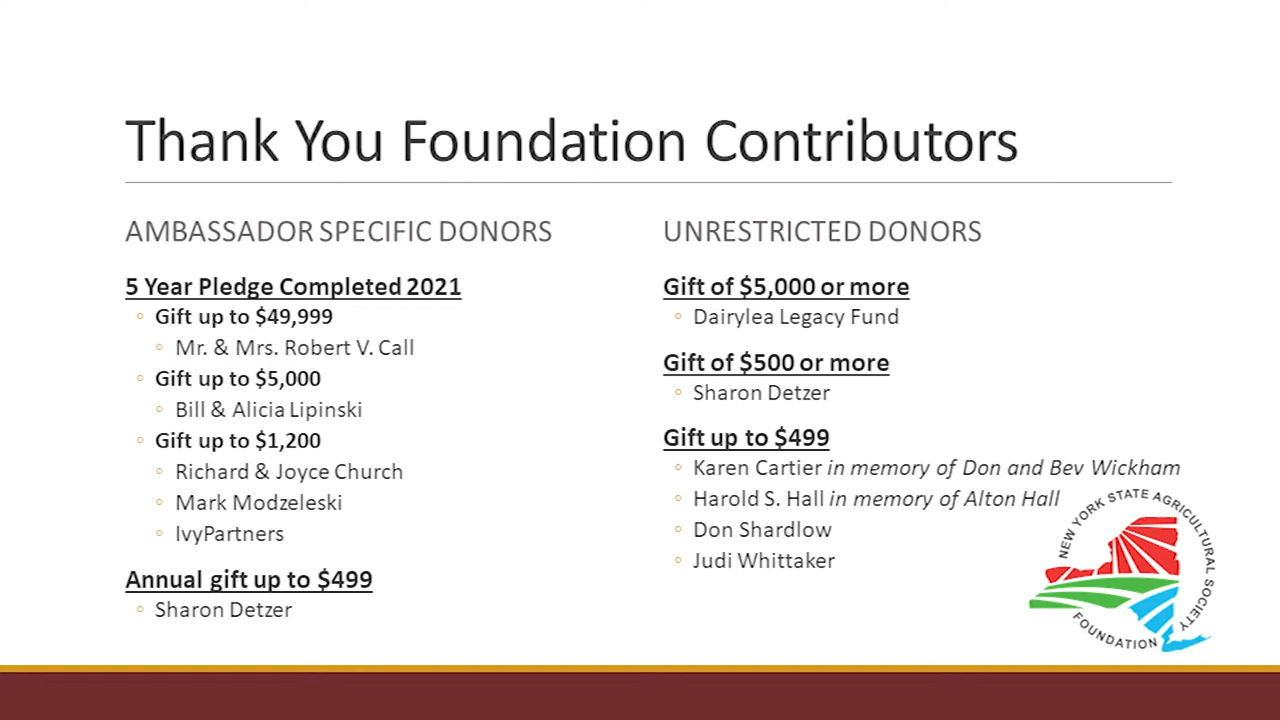 Thank You Foundation Contributors
AMBASSADOR SPECIFIC DONORS
5 Year Pledge Completed 2021
Gift up to $49,999
Mr. & Mrs. Robert V. Call
Gift up to $5,000
Bill & Alicia Lipinski
Gift up to $1,200
Richard & Joyce Church
Mark Modzeleski
IvyPartners
Annual gift up to $499
Sharon Detzer
UNRESTRICTED DONORS
Gift of $5,000 or more
Dairylea Legacy Fund
Gift of $500 or more
Sharon Detzer
Gift up to $499
Karen Cartier in memory of Don and Bev Wickham
Harold S. Hall in memory of Alton Hall
Don Shardlow
Judi Whittaker
NEW YORK STATE AGRICULTURAL SOCIETY
FOUNDATION